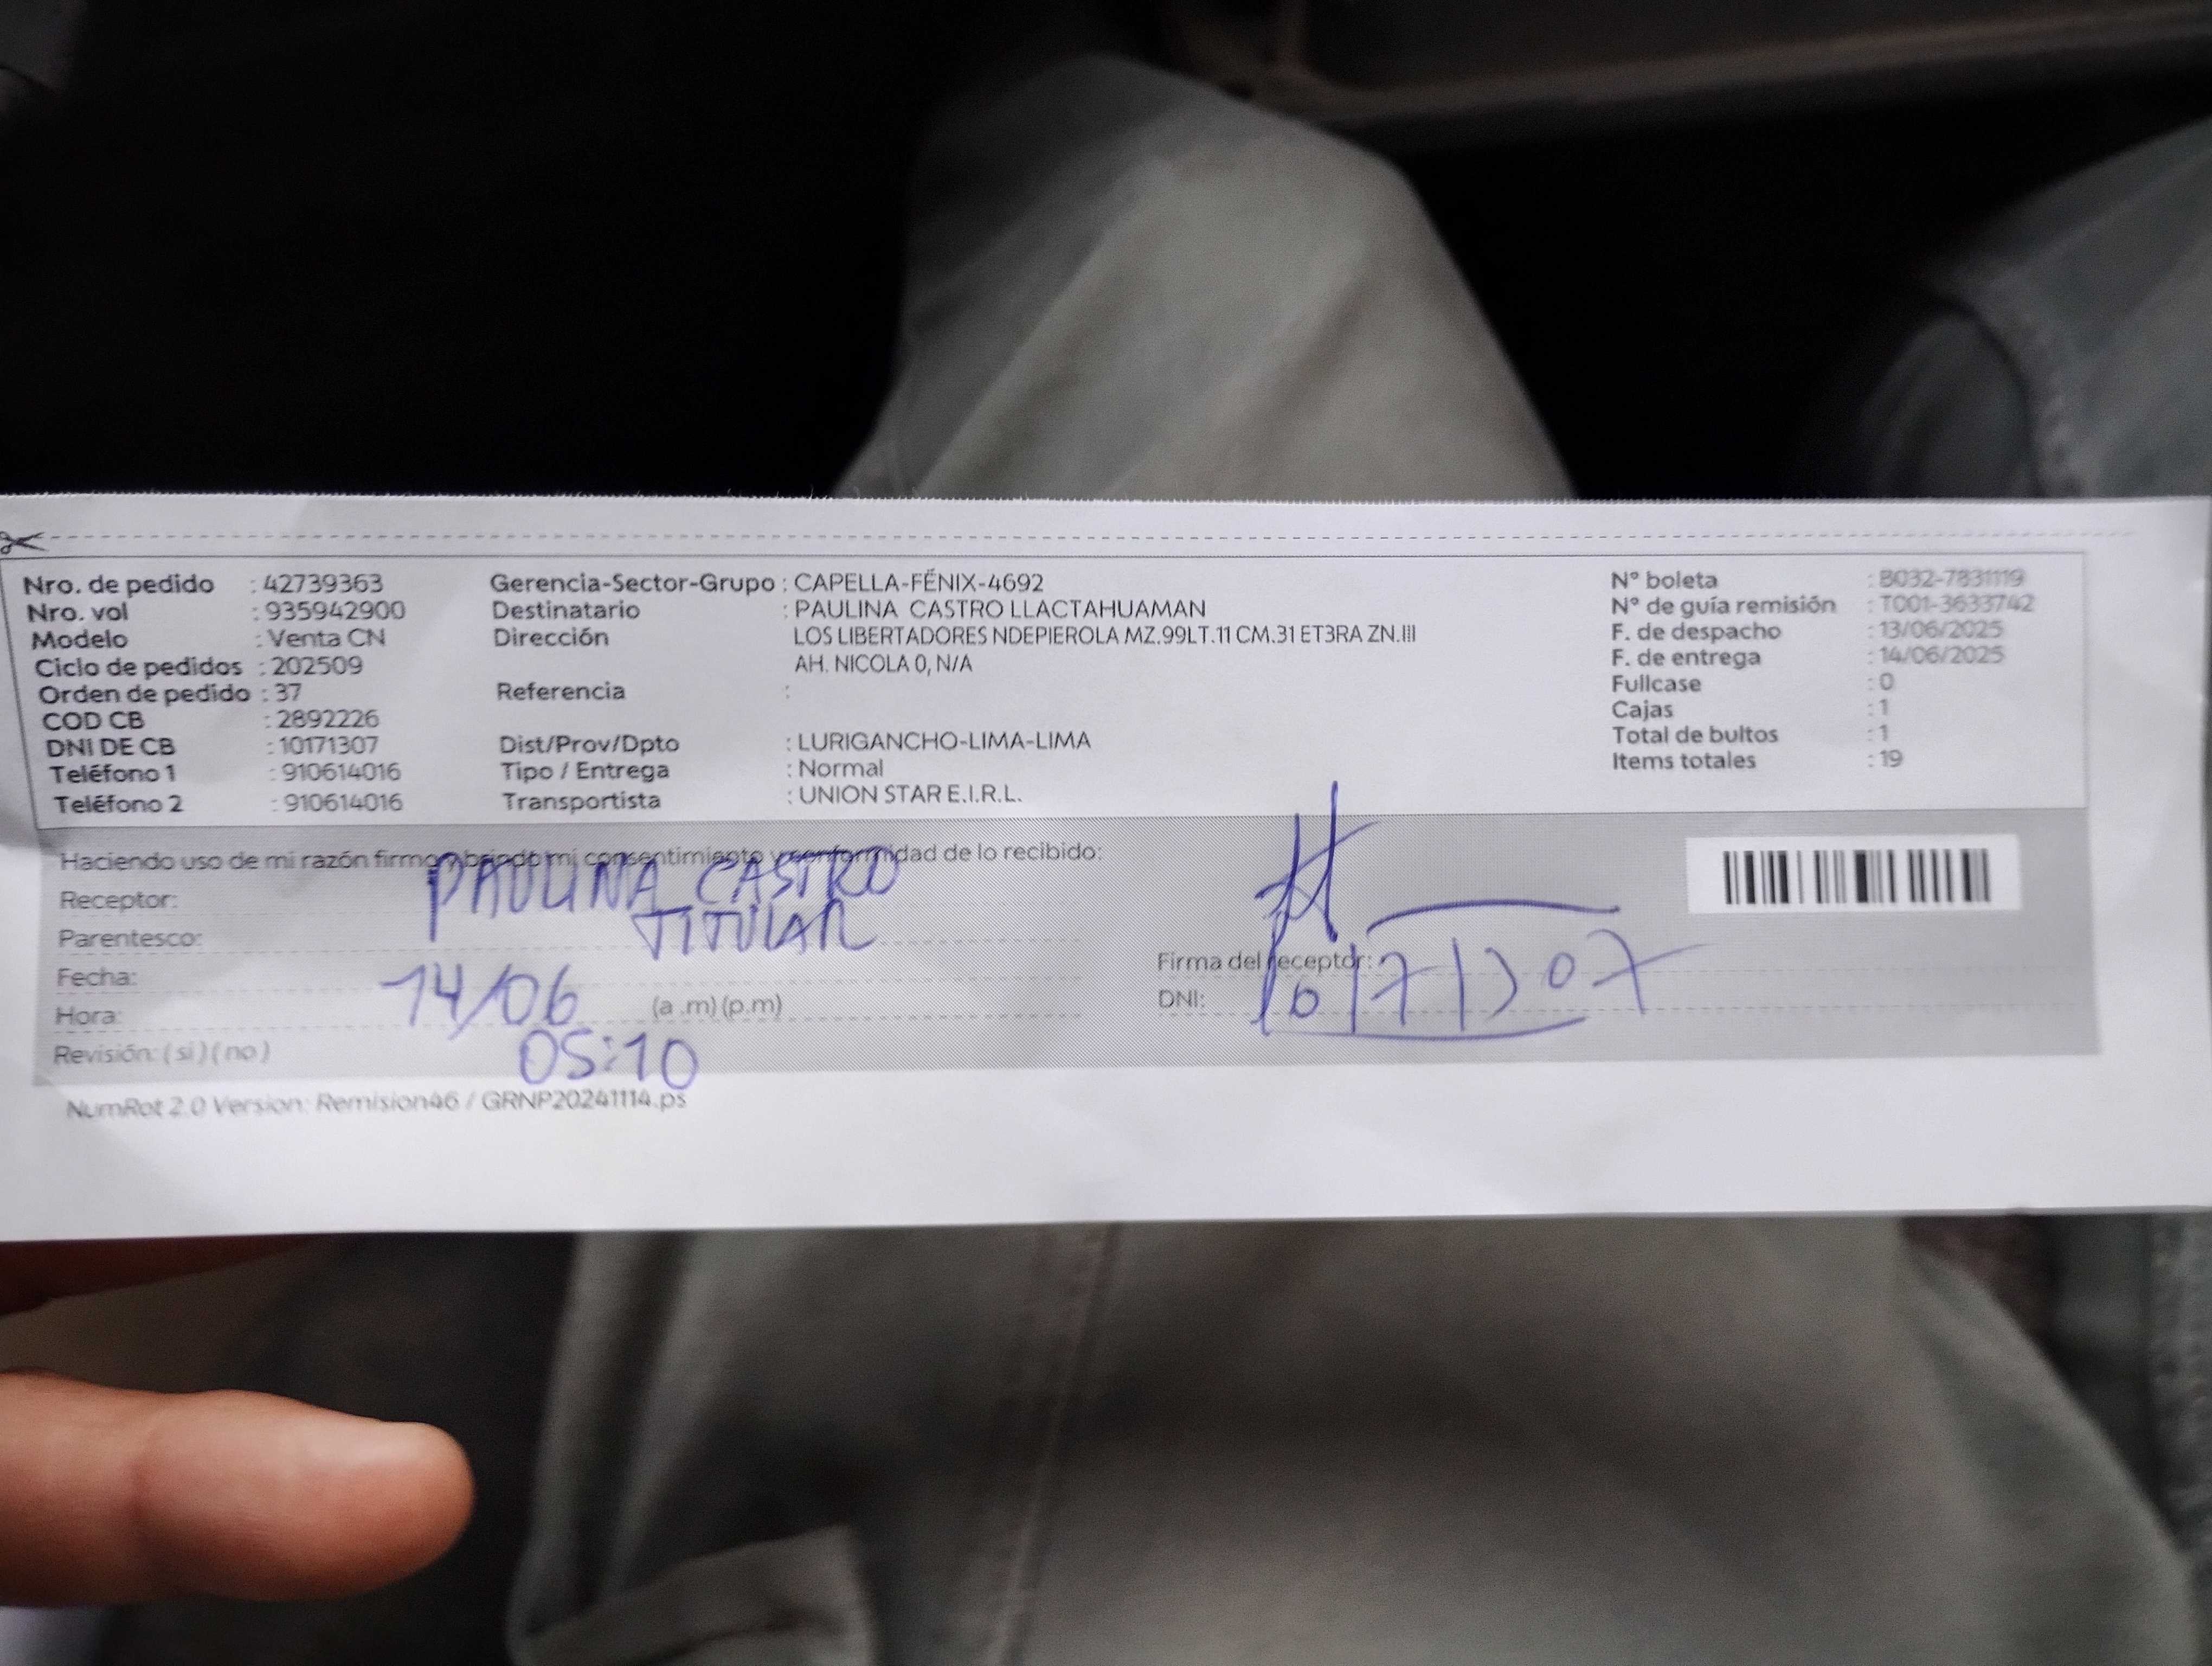 Nro. de pedido : 42739363
Nro. vol : 935942900
Modelo : Venta CN
Ciclo de pedidos : 202509
Orden de pedido : 37
COD CB : 2892226
DNI DE CB : 10171307
Teléfono 1 : 910614016
Teléfono 2 : 910614016
Gerencia-Sector-Grupo : CAPELLA-FÉNIX-4692
Destinatario : PAULINA CASTRO LLACTAHUAMAN
Dirección LOS LIBERTADORES NDEPIEROLA MZ.99LT.11 CM.31 ET3RA ZN.III
AH. NICOLA 0, N/A
Referencia :
Dist/Prov/Dpto : LURIGANCHO-LIMA-LIMA
Tipo / Entrega : Normal
Transportista : UNION STAR E.I.R.L.
N° boleta : B032-7831119
N° de guía remisión : T001-3633742
F. de despacho : 13/06/2025
F. de entrega : 14/06/2025
Fullcase : 0
Cajas : 1
Total de bultos : 1
Items totales : 19
Haciendo uso de mi razón firmo y brindo mi consentimiento y conformidad de lo recibido:
Receptor: PAULINA CASTRO
Parentesco: TITULAR
Fecha: 14/06
Hora: (a .m) (p.m)
05:10
Revisión: ( si ) ( no )
Firma del receptor:
DNI: 10171307
NumRot 2.0 Version: Remision46 / GRNP20241114.ps